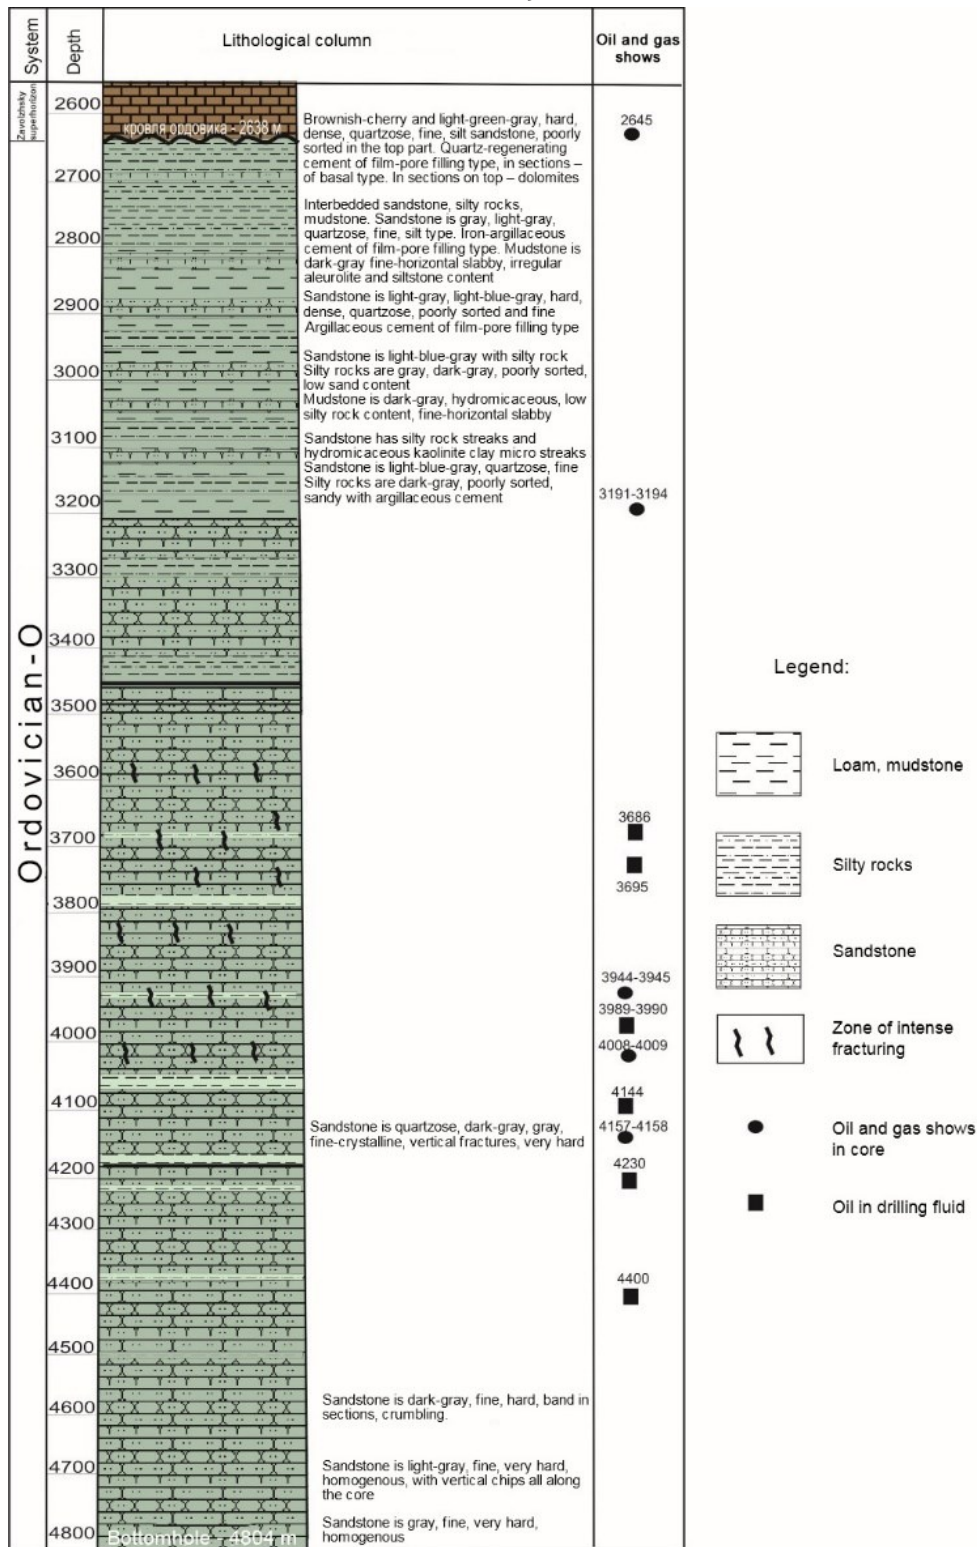 System
Depth
Lithological column
Oil and gas
shows
Zavolzhsky
superhorizon
Ordovician-O
2600
2700
2800
2900
3000
3100
3200
3300
3400
3500
3600
3700
3800
3900
4000
4100
4200
4300
4400
4500
4600
4700
4800
кровля ордовика - 2638 м
Bottomhole - 4804 m
Brownish-cherry and light-green-gray, hard,
dense, quartzose, fine, silt sandstone, poorly
sorted in the top part. Quartz-regenerating
cement of film-pore filling type, in sections –
of basal type. In sections on top – dolomites
Interbedded sandstone, silty rocks,
mudstone. Sandstone is gray, light-gray,
quartzose, fine, silt type. Iron-argillaceous
cement of film-pore filling type. Mudstone is
dark-gray fine-horizontal slabby, irregular
aleurolite and siltstone content
Sandstone is light-gray, light-blue-gray, hard,
dense, quartzose, poorly sorted and fine
Argillaceous cement of film-pore filling type
Sandstone is light-blue-gray with silty rock
Silty rocks are gray, dark-gray, poorly sorted,
low sand content
Mudstone is dark-gray, hydromicaceous, low
silty rock content, fine-horizontal slabby
Sandstone has silty rock streaks and
hydromicaceous kaolinite clay micro streaks
Sandstone is light-blue-gray, quartzose, fine
Silty rocks are dark-gray, poorly sorted,
sandy with argillaceous cement
Sandstone is quartzose, dark-gray, gray,
fine-crystalline, vertical fractures, very hard
Sandstone is dark-gray, fine, hard, band in
sections, crumbling.
Sandstone is light-gray, fine, very hard,
homogenous, with vertical chips all along
the core
Sandstone is gray, fine, very hard,
homogenous
2645
3191-3194
3686
3695
3944-3945
3989-3990
4008-4009
4144
4157-4158
4230
4400
Legend:
Loam, mudstone
Silty rocks
Sandstone
Zone of intense
fracturing
Oil and gas shows
in core
Oil in drilling fluid